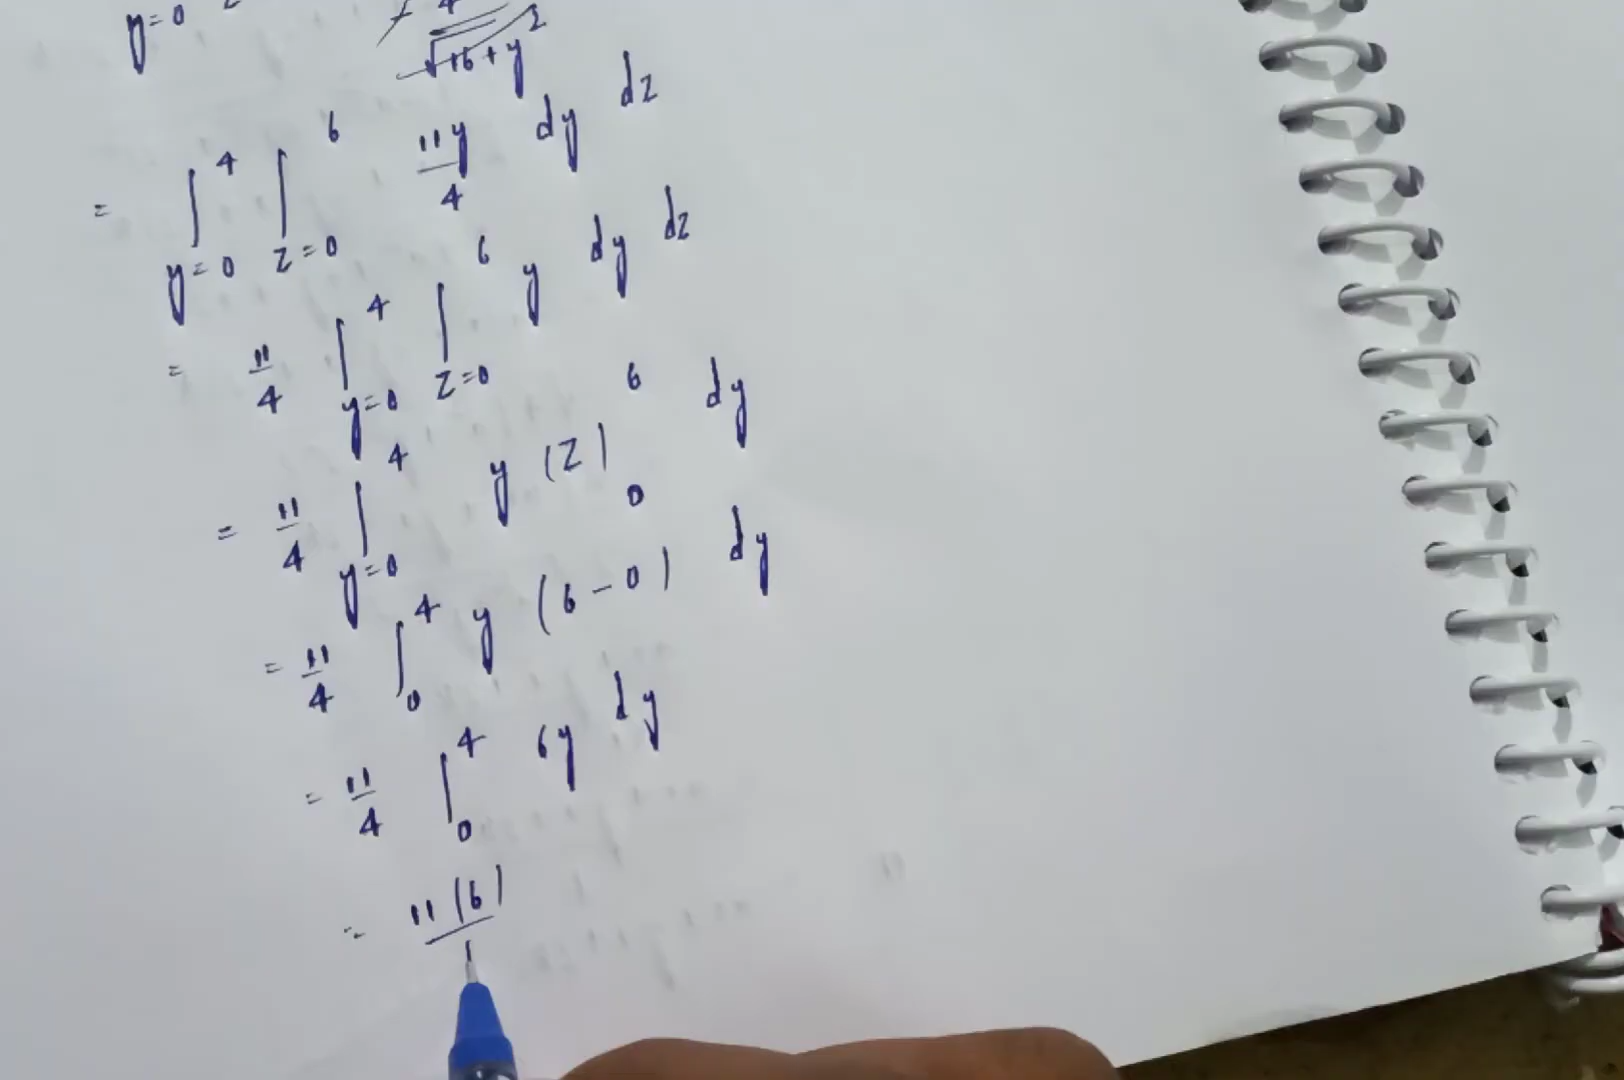 y=0
√16+y²
= ∫ 4 y=0 ∫ 6 z=0 11y/4 dy dz
= 11/4 ∫ 4 y=0 ∫ 6 z=0 y dy dz
= 11/4 ∫ 4 y=0 y (z) 6 0 dy
= 11/4 ∫ 4 0 y (6-0) dy
= 11/4 ∫ 4 0 6y dy
= 11(6)/